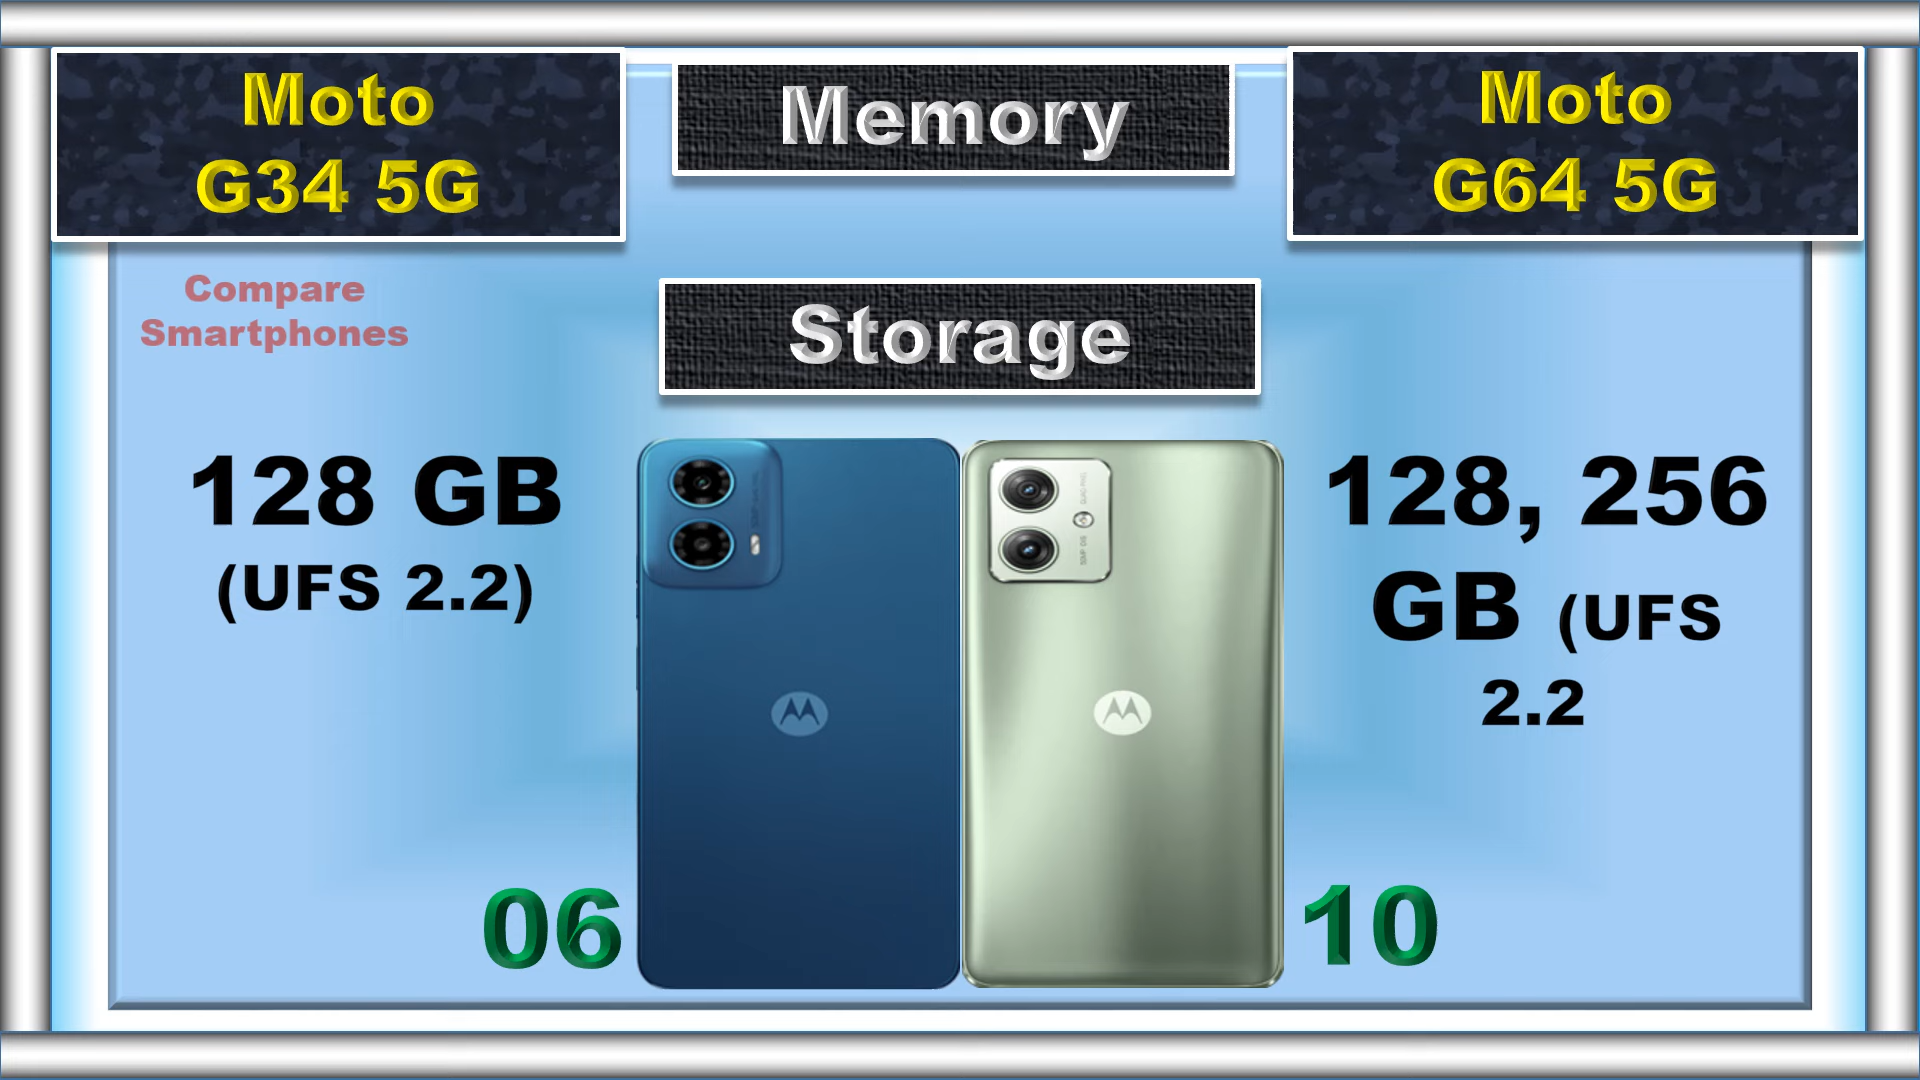 Moto
G34 5G
Memory
Moto
G64 5G
Compare
Smartphones
Storage
128 GB
(UFS 2.2)
128, 256
GB (UFS
2.2
06
10